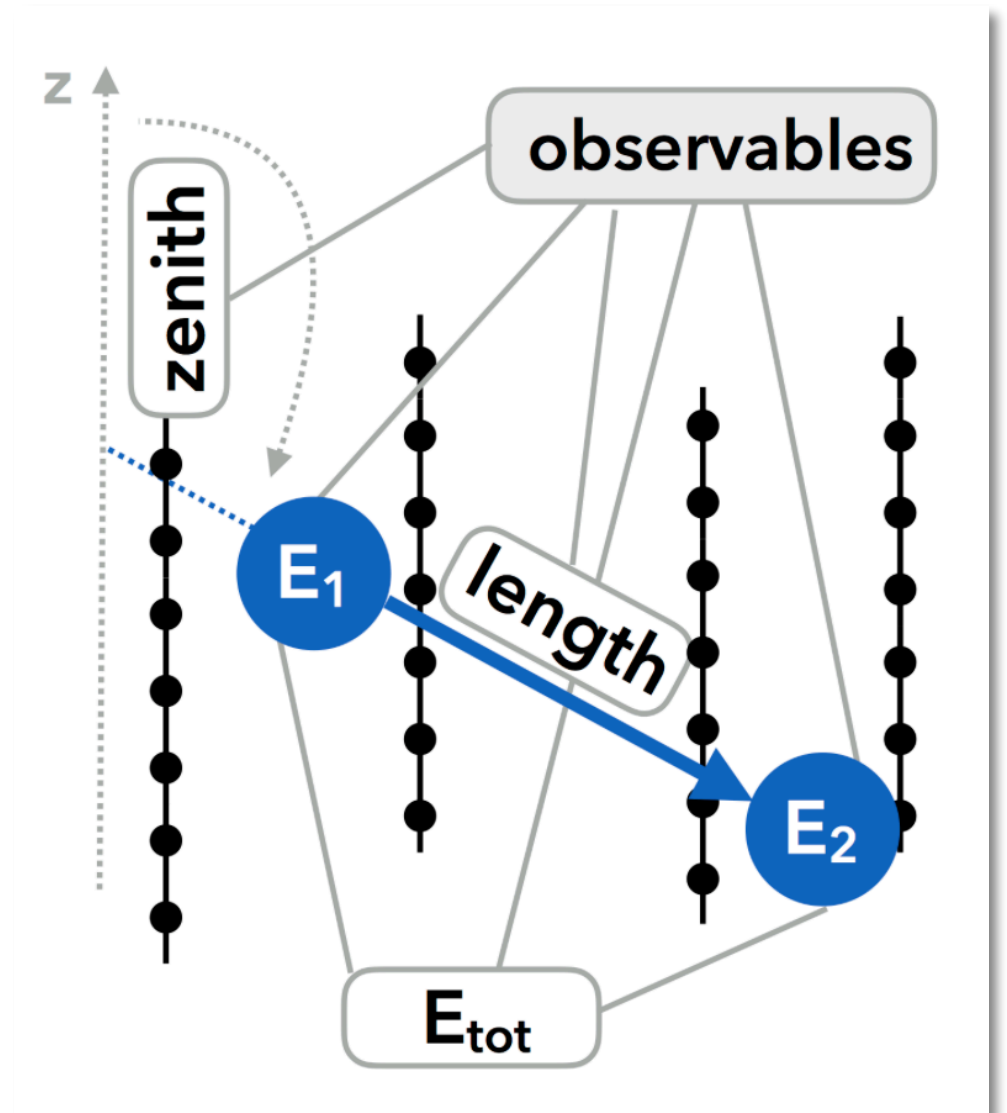 z
observables
zenith
E₁
length
E₂
Eₜₒₜ